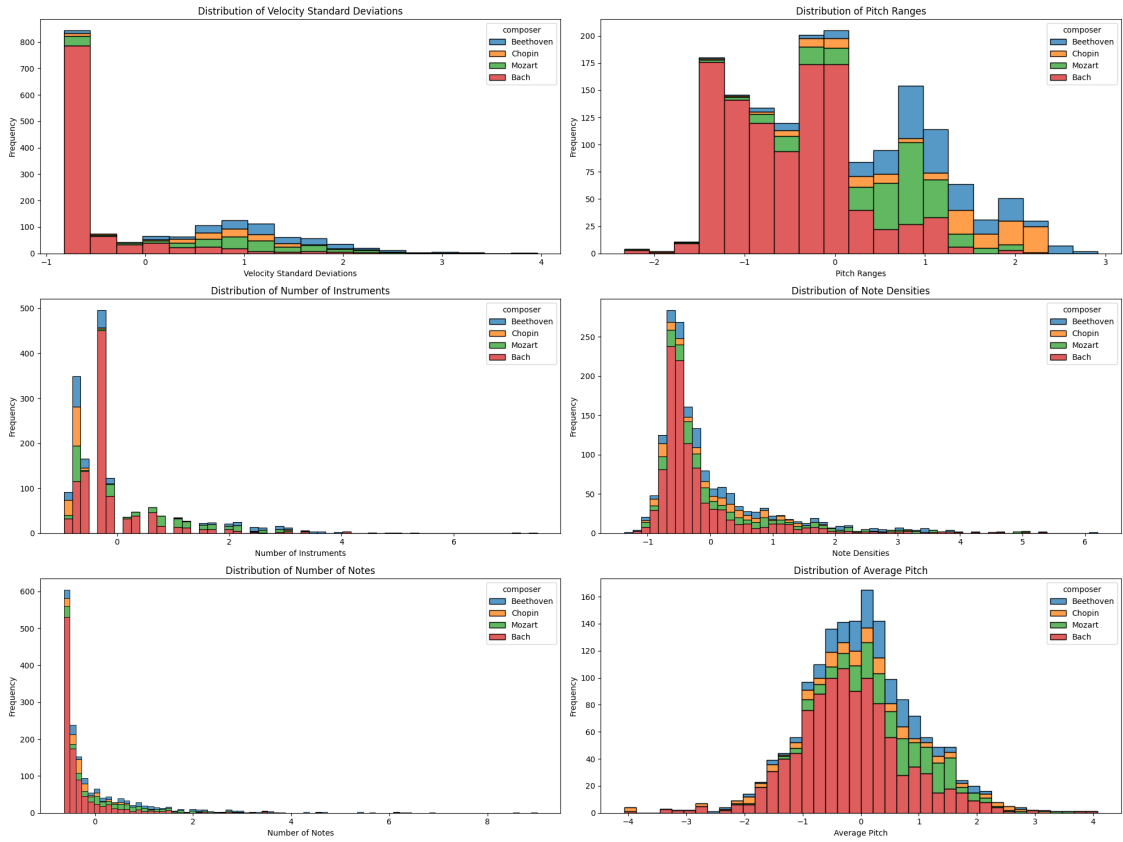 Distribution of Velocity Standard Deviations
composer
Beethoven
Chopin
Mozart
Bach
Frequency
800
700
600
500
400
300
200
100
0
−1
0
1
2
3
4
Velocity Standard Deviations
Distribution of Pitch Ranges
composer
Beethoven
Chopin
Mozart
Bach
Frequency
200
175
150
125
100
75
50
25
0
−2
−1
0
1
2
3
Pitch Ranges
Distribution of Number of Instruments
composer
Beethoven
Chopin
Mozart
Bach
Frequency
500
400
300
200
100
0
0
2
4
6
Number of Instruments
Distribution of Note Densities
composer
Beethoven
Chopin
Mozart
Bach
Frequency
250
200
150
100
50
0
−1
0
1
2
3
4
5
6
Note Densities
Distribution of Number of Notes
composer
Beethoven
Chopin
Mozart
Bach
Frequency
600
500
400
300
200
100
0
0
2
4
6
8
Number of Notes
Distribution of Average Pitch
composer
Beethoven
Chopin
Mozart
Bach
Frequency
160
140
120
100
80
60
40
20
0
−4
−3
−2
−1
0
1
2
3
4
Average Pitch